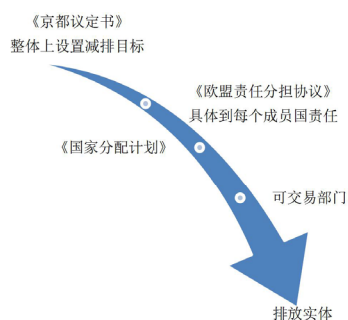 《京都议定书》
整体上设置减排目标
《欧盟责任分担协议》
具体到每个成员国责任
《国家分配计划》
可交易部门
排放实体